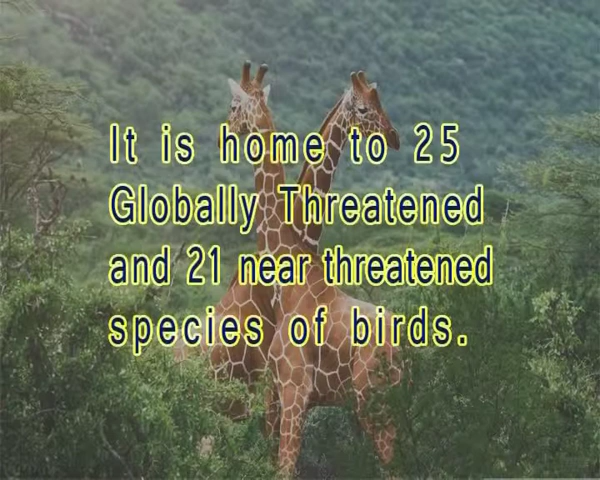 It is home to 25
Globally Threatened
and 21 near threatened
species of birds.